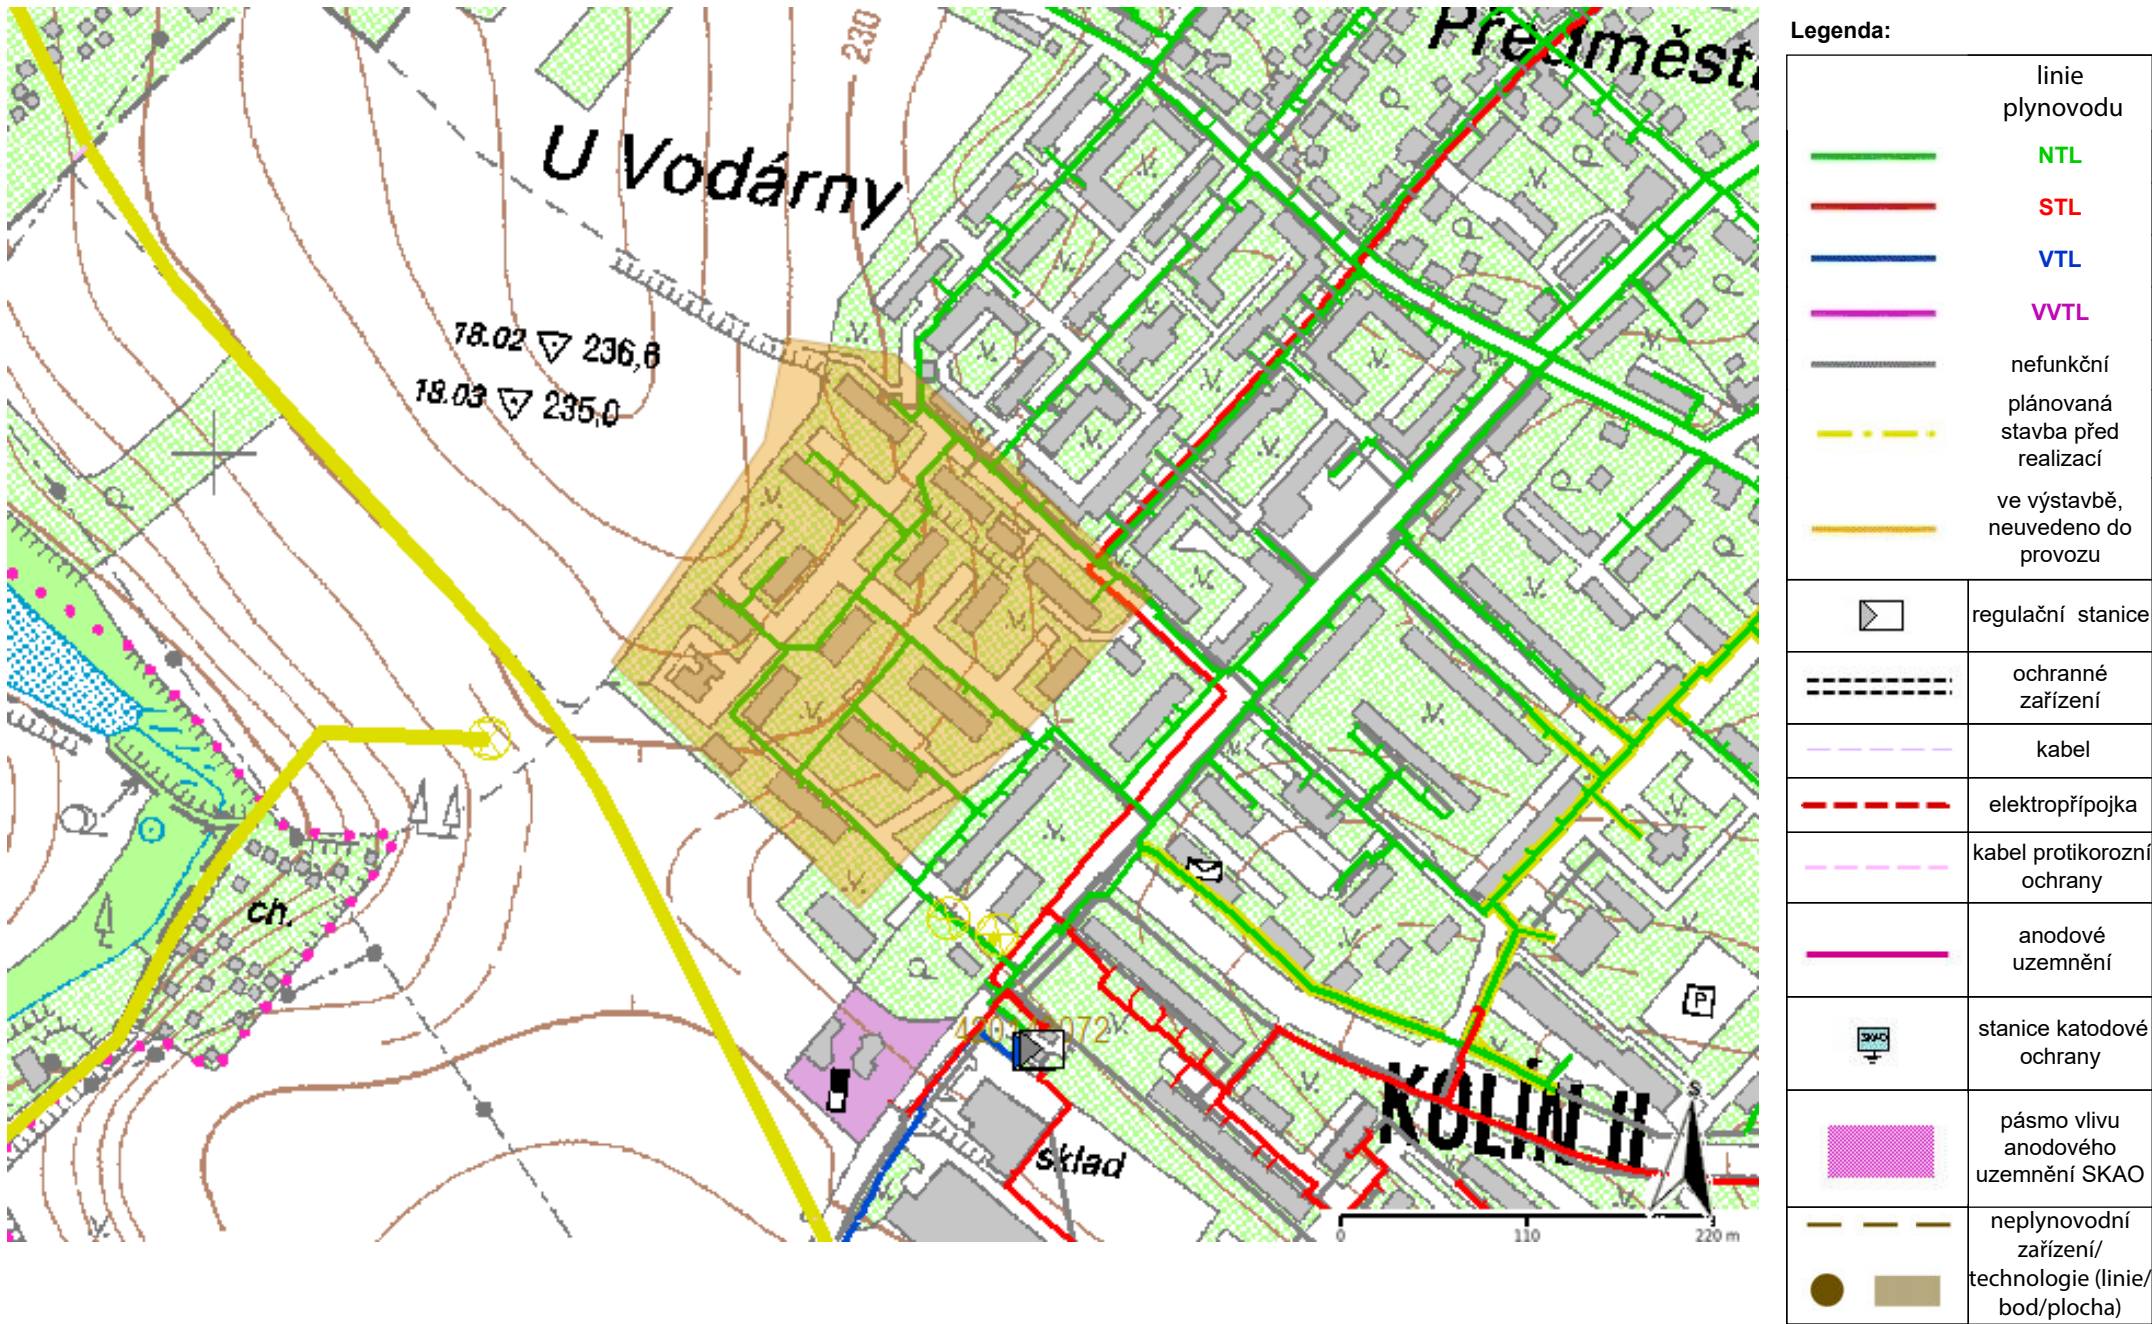 Předměstí
230
U Vodárny
18.02 236,6
18.03 235,0
ch.
072
KOLÍN II
sklad
P
S
0 110 220 m
Legenda:
linie
plynovodu
NTL
STL
VTL
VVTL
nefunkční
plánovaná
stavba před
realizací
ve výstavbě,
neuvedeno do
provozu
regulační stanice
ochranné
zařízení
kabel
elektropřípojka
kabel protikorozní
ochrany
anodové
uzemnění
SKAO
stanice katodové
ochrany
pásmo vlivu
anodového
uzemnění SKAO
neplynovodní
zařízení/
technologie (linie/
bod/plocha)